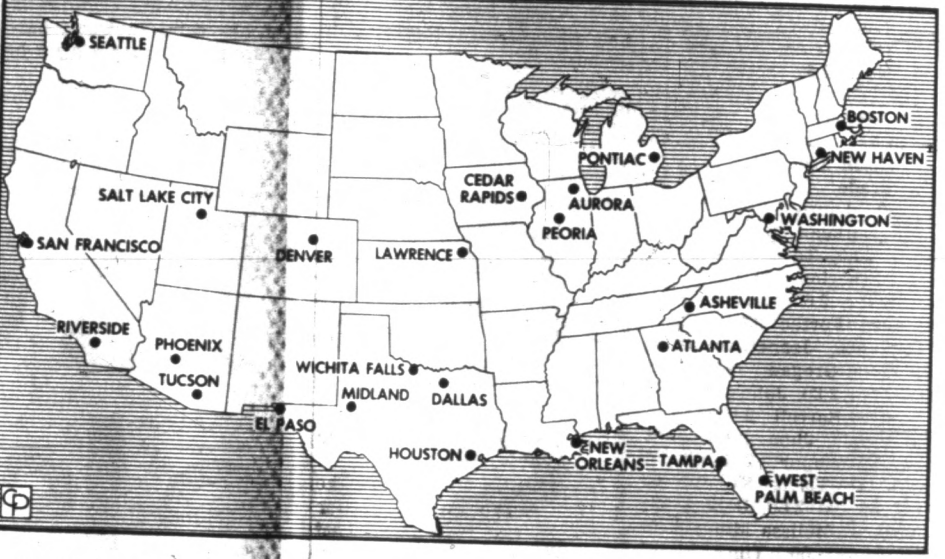 SEATTLE
BOSTON
PONTIAC
NEW HAVEN
CEDAR
RAPIDS
AURORA
SALT LAKE CITY
PEORIA
WASHINGTON
SAN FRANCISCO
DENVER
LAWRENCE
ASHEVILLE
RIVERSIDE
PHOENIX
ATLANTA
WICHITA FALLS
TUCSON
MIDLAND
DALLAS
EL PASO
HOUSTON
NEW
ORLEANS
TAMPA
WEST
PALM BEACH
CP